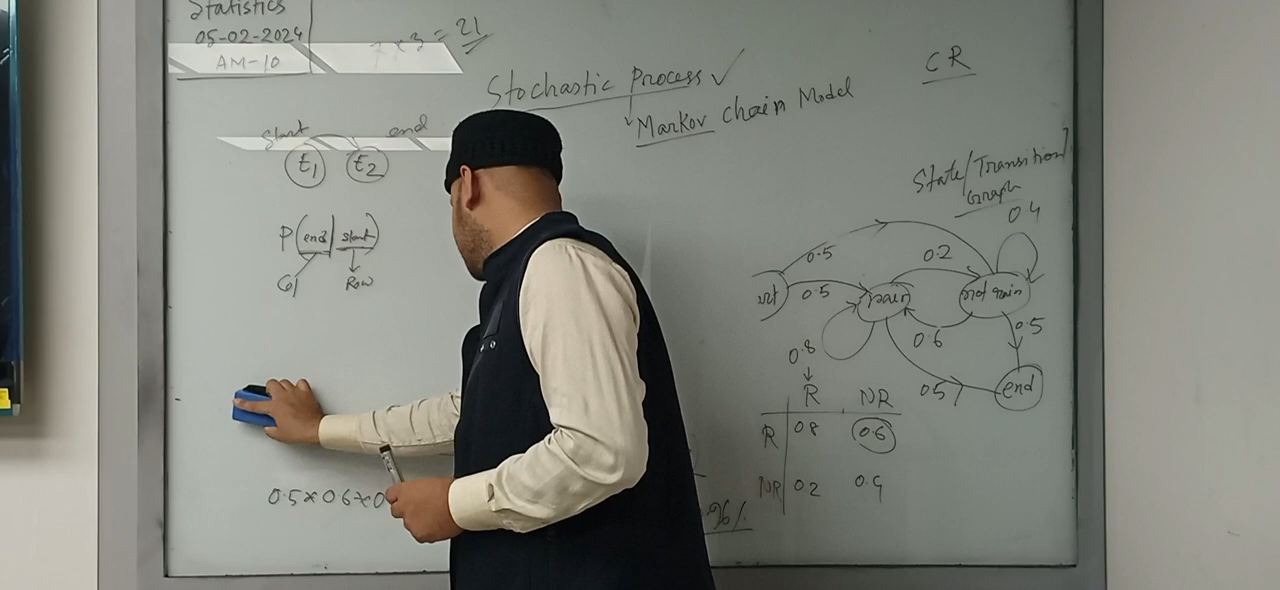 Statistics
05-02-2024
AM-10
7 x 3 = 21
Stochastic Process ✓
Markov Chain Model
CR
start end
t1 t2
P(end | start)
Col Row
State/Transition
Graph
0.4
0.5 0.2
0.5 rain not rain
0.6 0.5
0.8
0.5 end
R NR
R 0.8 0.6
NR 0.2 0.4
0.5 x 0.6 x 0
96%